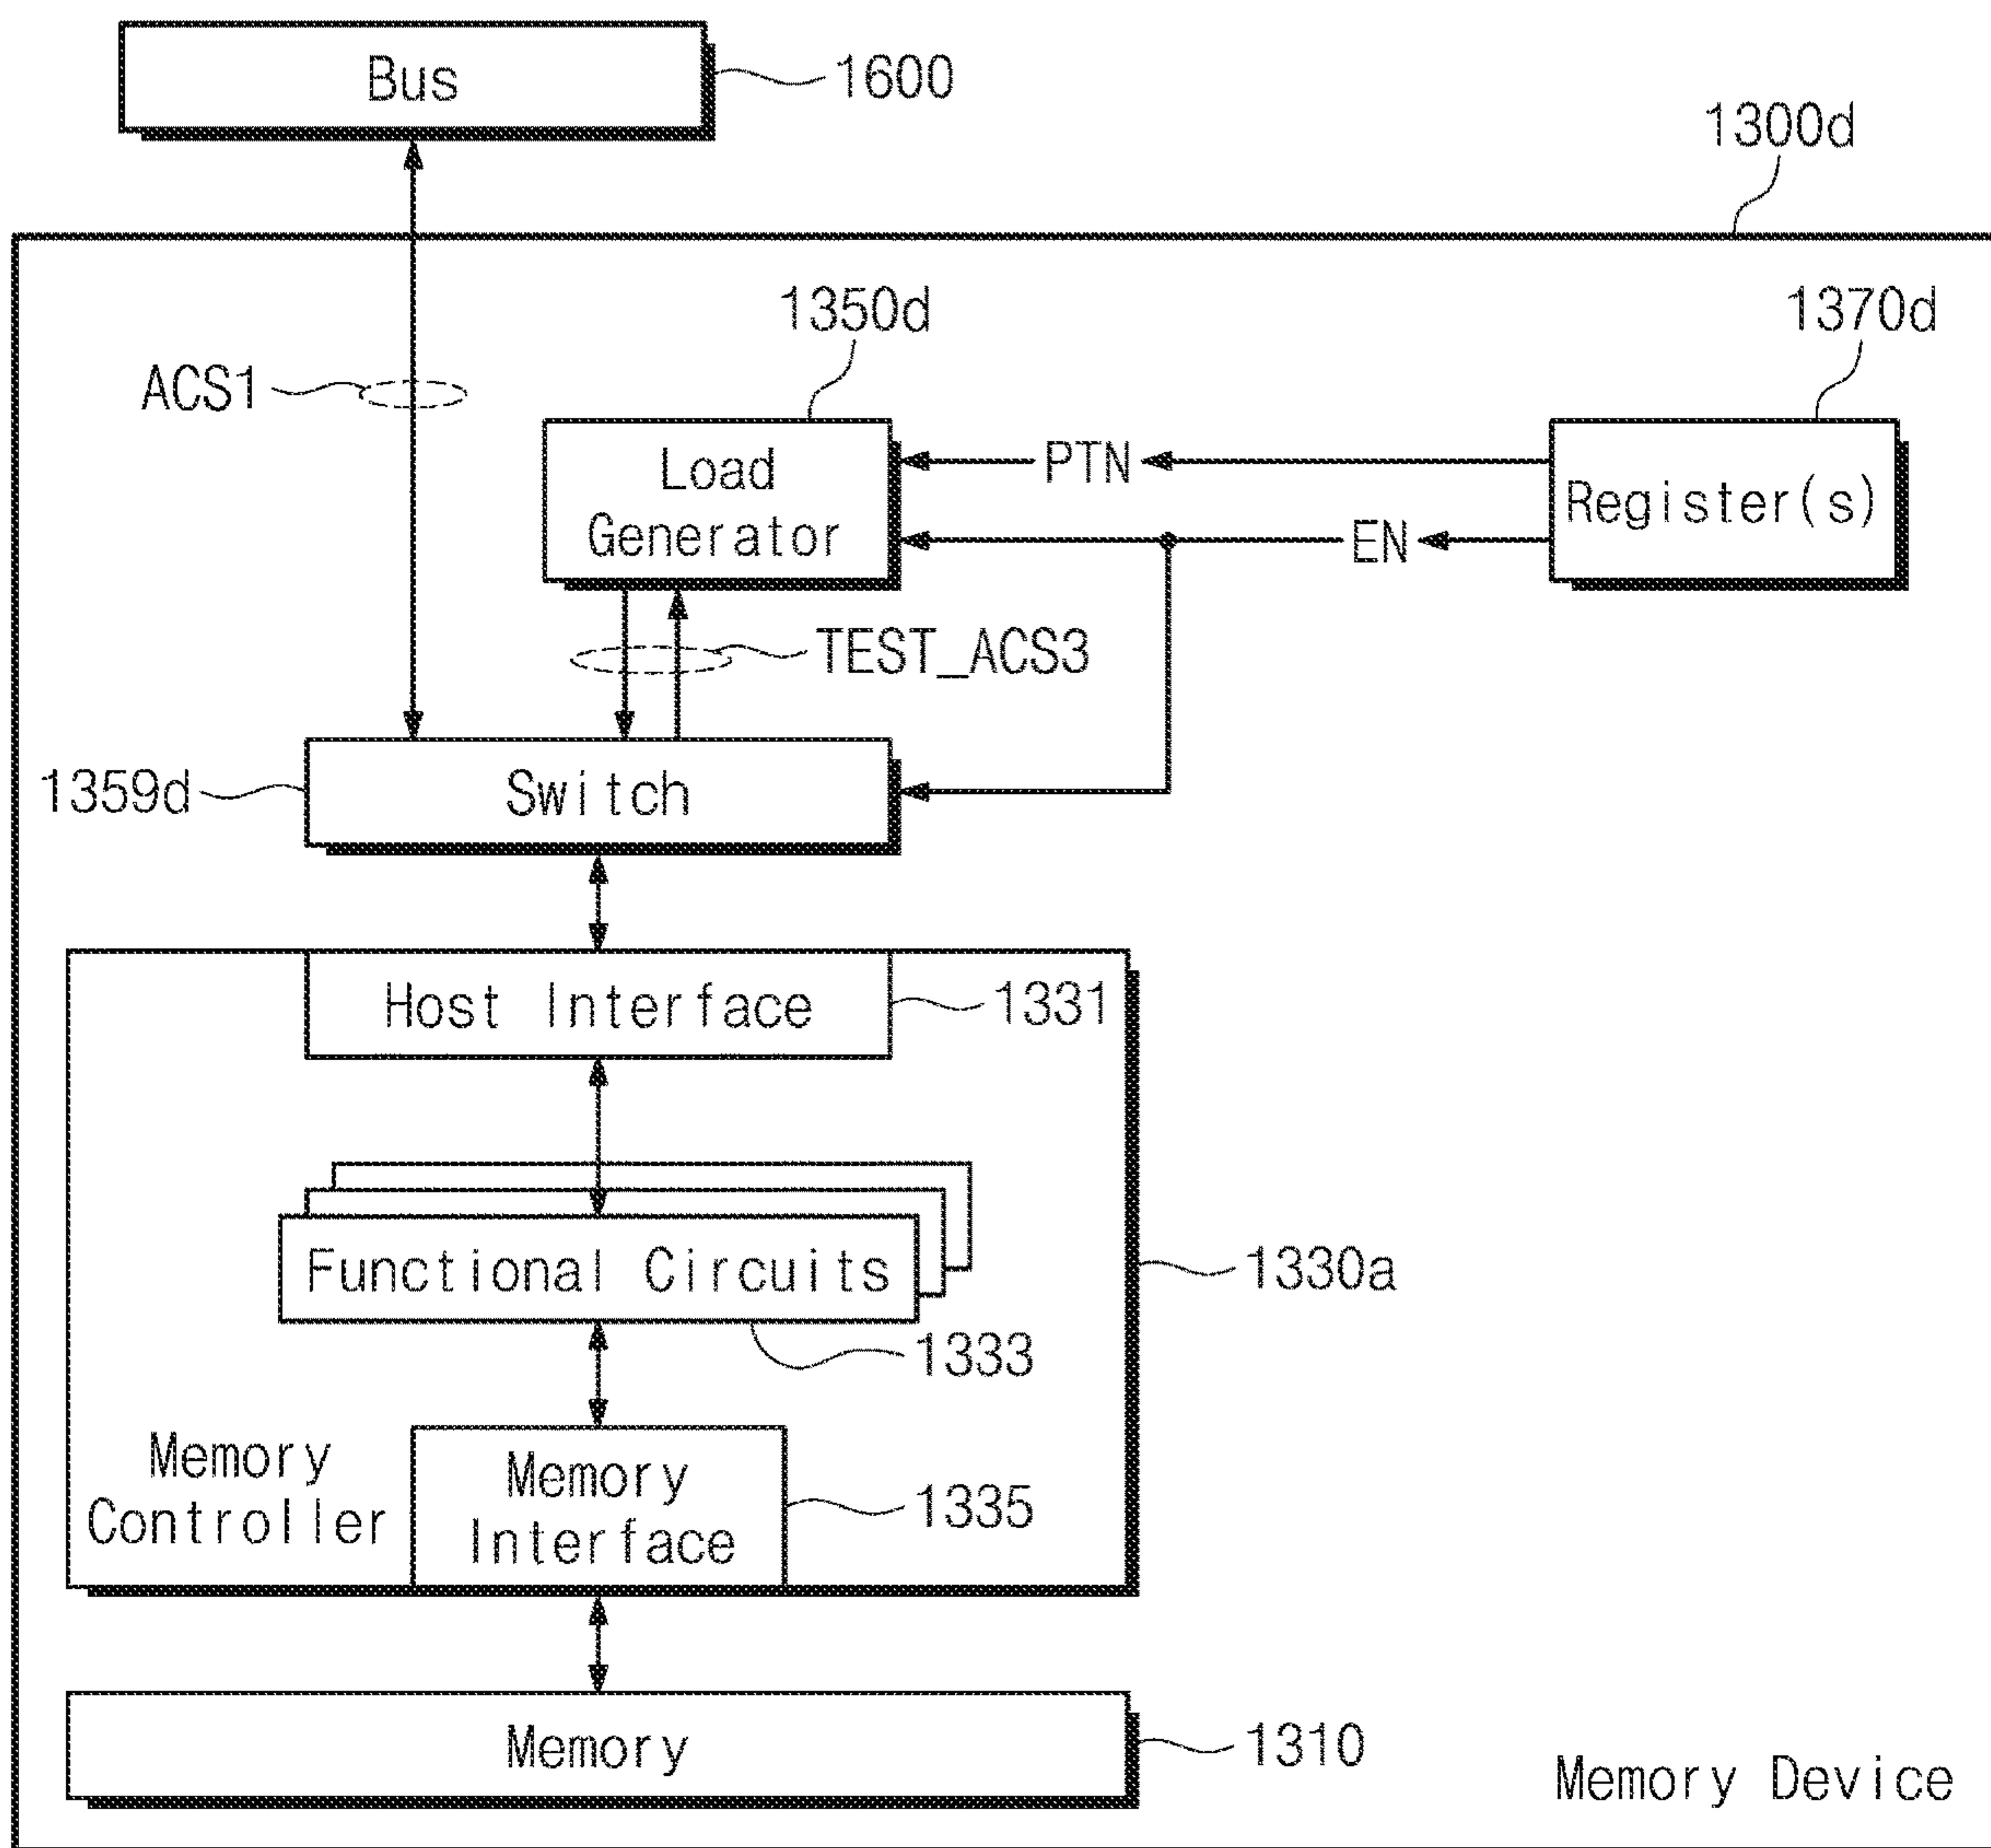 Bus
1600
1300d
1350d
1370d
ACS1
Load
Generator
PTN
EN
Register(s)
TEST_ACS3
1359d
Switch
Host Interface
1331
Functional Circuits
1330a
1333
Memory
Controller
Memory
Interface
1335
Memory
1310
Memory Device